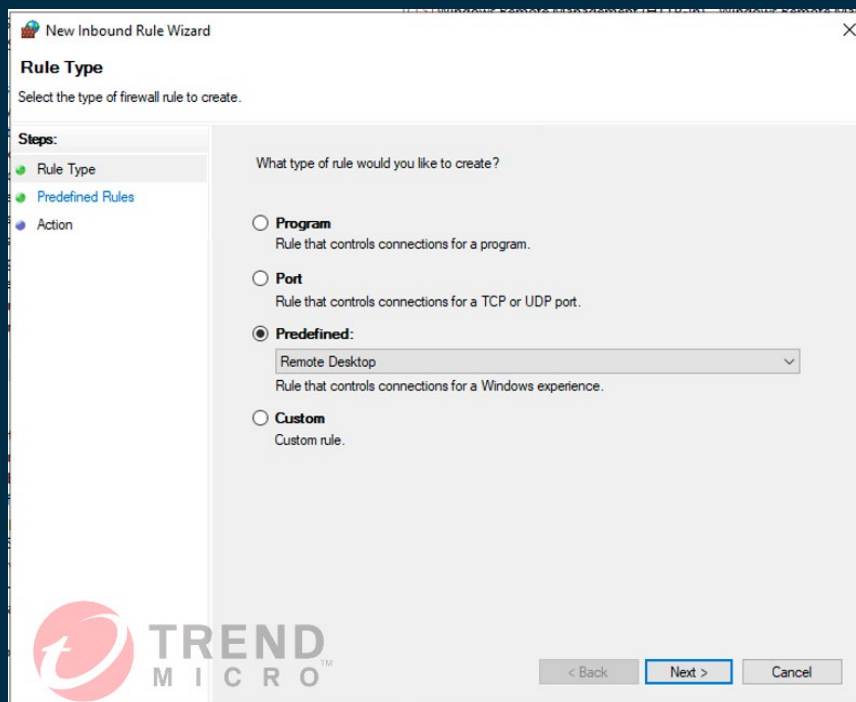 New Inbound Rule Wizard
Rule Type
Select the type of firewall rule to create.
Steps:
Rule Type
Predefined Rules
Action
What type of rule would you like to create?
Program
Rule that controls connections for a program.
Port
Rule that controls connections for a TCP or UDP port.
Predefined:
Remote Desktop
Rule that controls connections for a Windows experience.
Custom
Custom rule.
< Back Next > Cancel
TREND
MICRO™